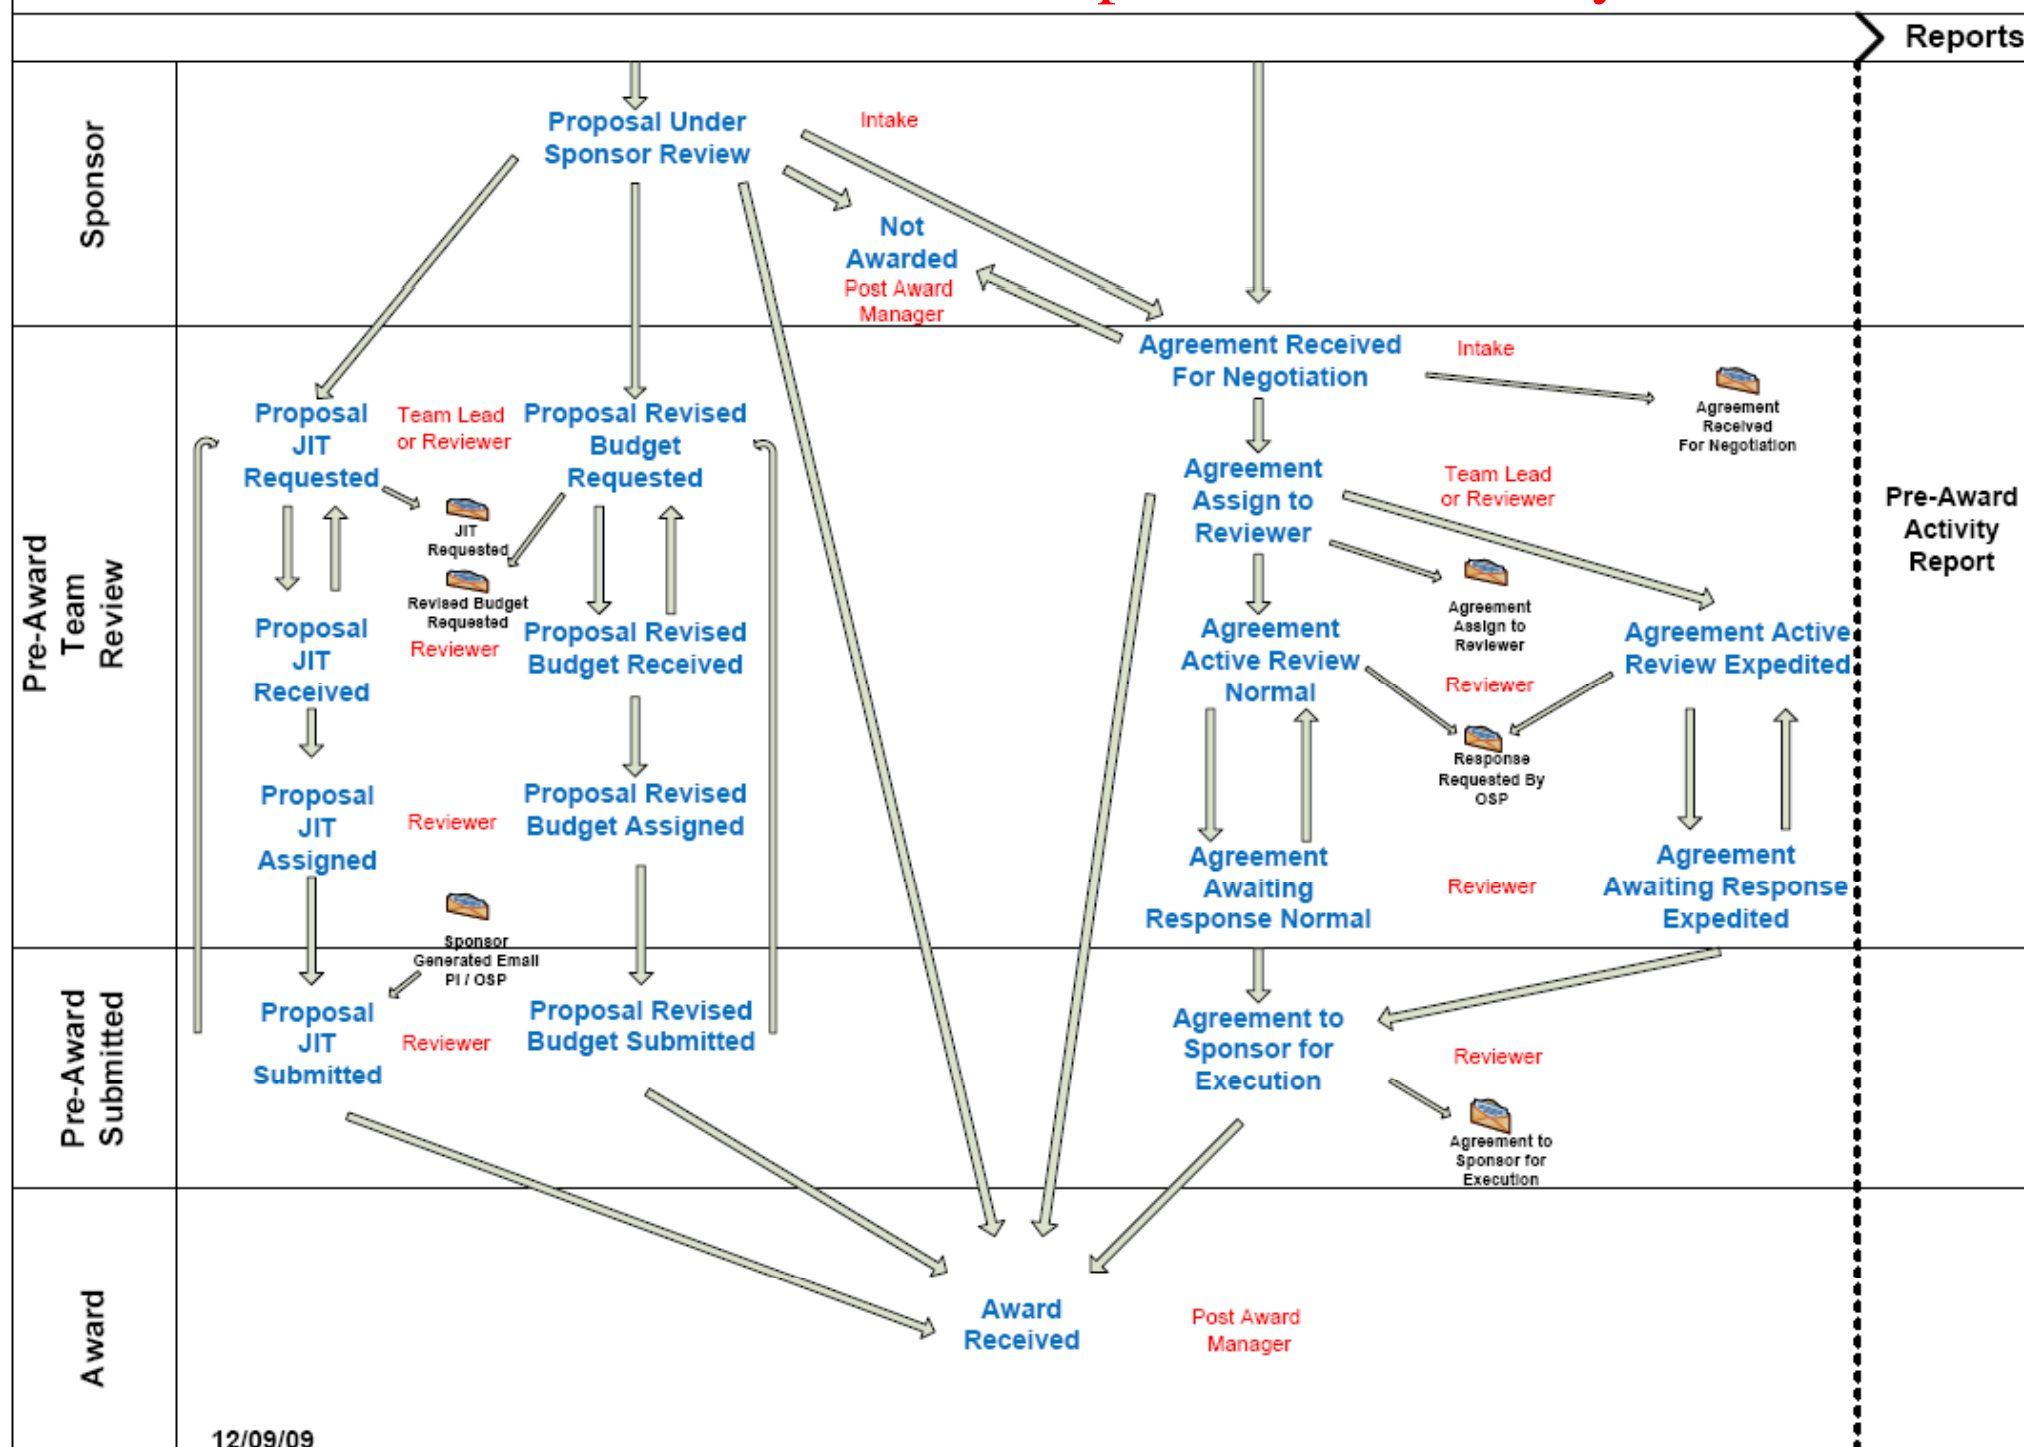 Reports
Sponsor
Proposal Under
Sponsor Review
Intake
Not
Awarded
Post Award
Manager
Pre-Award
Team
Review
Agreement Received
For Negotiation
Intake
Agreement
Received
For Negotiation
Proposal
JIT
Requested
Team Lead
or Reviewer
Proposal Revised
Budget
Requested
JIT
Requested
Revised Budget
Requested
Agreement
Assign to
Reviewer
Team Lead
or Reviewer
Agreement
Assign to
Reviewer
Pre-Award
Activity
Report
Proposal
JIT
Received
Reviewer
Proposal Revised
Budget Received
Agreement
Active Review
Normal
Reviewer
Agreement Active
Review Expedited
Response
Requested By
OSP
Proposal
JIT
Assigned
Reviewer
Proposal Revised
Budget Assigned
Agreement
Awaiting
Response Normal
Reviewer
Agreement
Awaiting Response
Expedited
Sponsor
Generated Email
PI / OSP
Pre-Award
Submitted
Proposal
JIT
Submitted
Reviewer
Proposal Revised
Budget Submitted
Agreement to
Sponsor for
Execution
Reviewer
Agreement to
Sponsor for
Execution
Award
Award
Received
Post Award
Manager
12/09/09